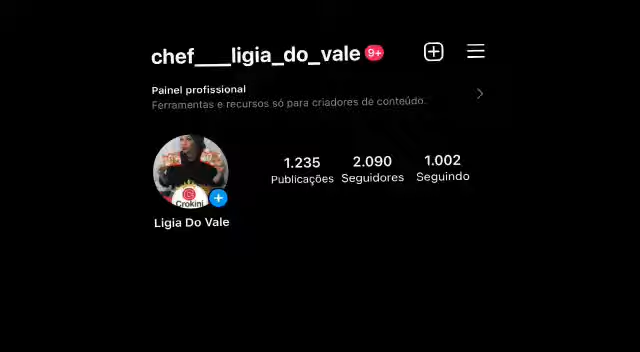 chef___ligia_do_vale 9+
Painel profissional
Ferramentas e recursos só para criadores de conteúdo.
1.235 2.090 1.002
Publicações Seguidores Seguindo
Crokini
Ligia Do Vale